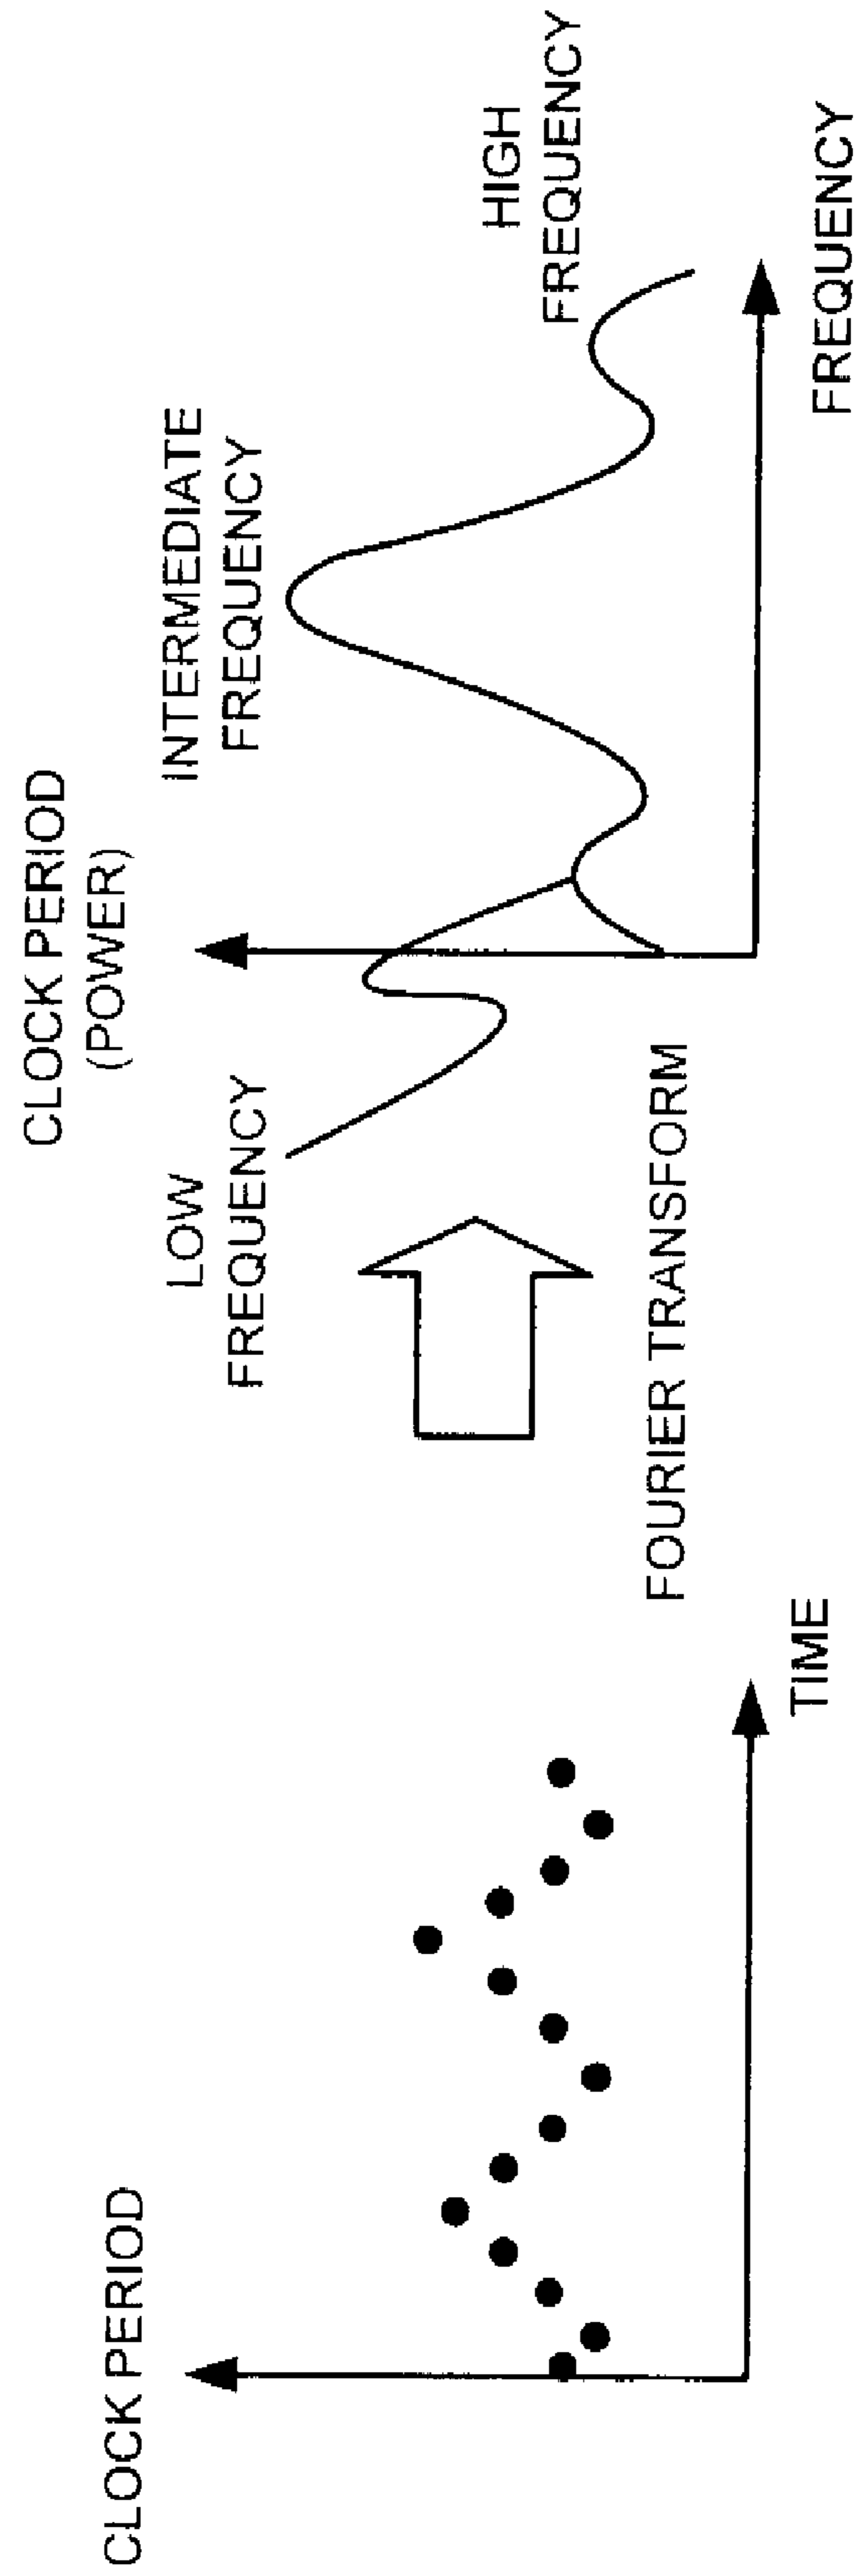 CLOCK PERIOD
TIME
FOURIER TRANSFORM
LOW
FREQUENCY
CLOCK PERIOD
(POWER)
INTERMEDIATE
FREQUENCY
HIGH
FREQUENCY
FREQUENCY